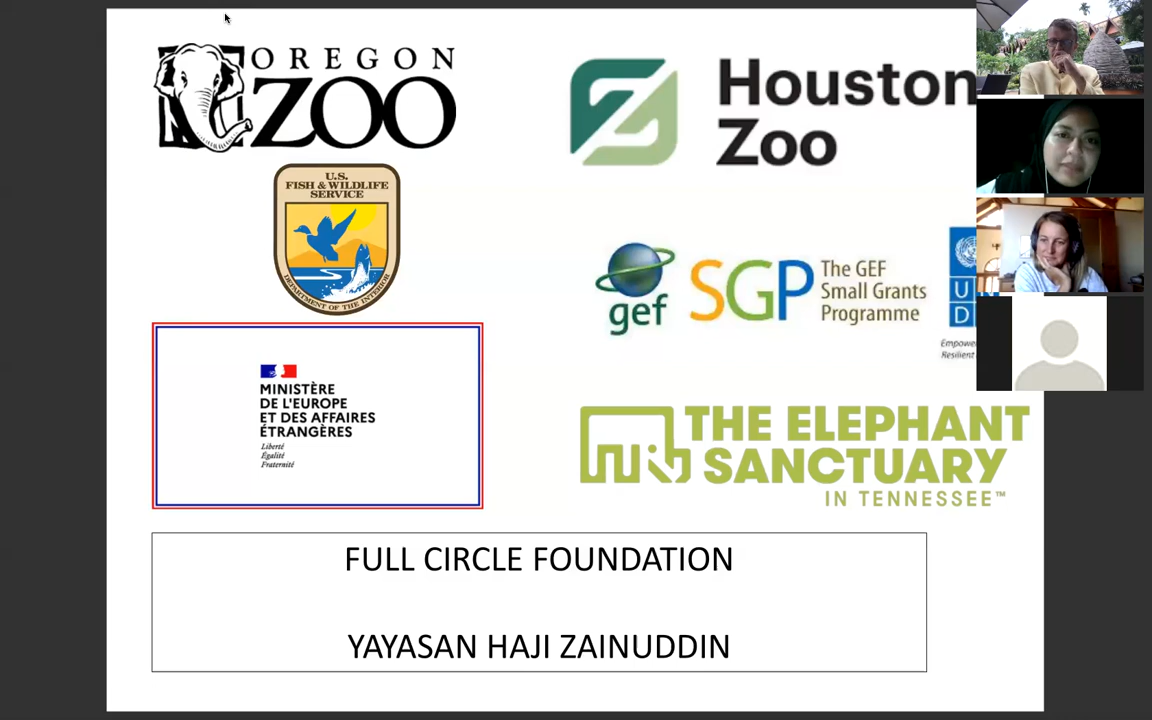 OREGON
ZOO
Houston
Zoo
U.S.
FISH & WILDLIFE
SERVICE
DEPARTMENT OF THE INTERIOR
gef
SGP
The GEF
Small Grants
Programme
U
D
Resilient
MINISTÈRE
DE L'EUROPE
ET DES AFFAIRES
ÉTRANGÈRES
Liberté
Égalité
Fraternité
THE ELEPHANT
SANCTUARY
IN TENNESSEE™
FULL CIRCLE FOUNDATION
YAYASAN HAJI ZAINUDDIN